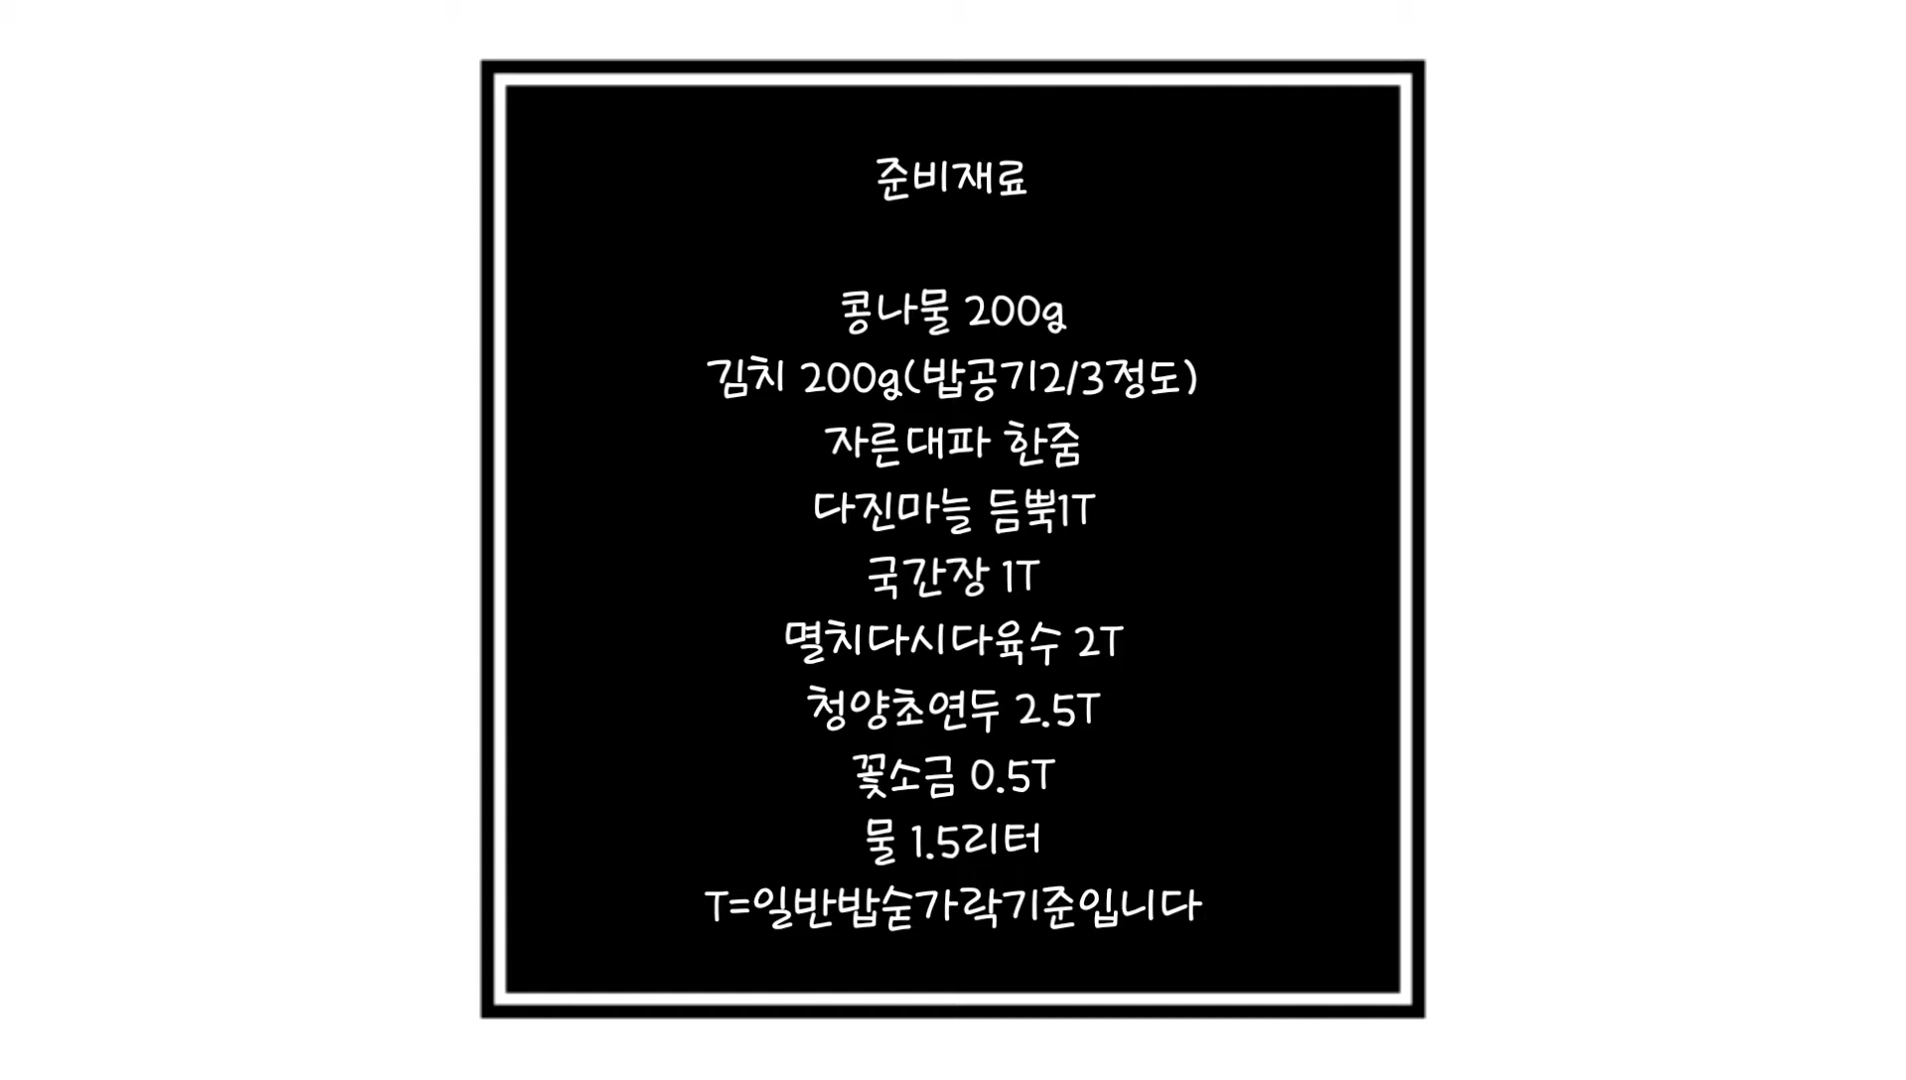 준비재료
콩나물 200g
김치 200g(밥공기2/3정도)
자른대파 한줌
다진마늘 듬뿍1T
국간장 1T
멸치다시다육수 2T
청양초연두 2.5T
꽃소금 0.5T
물 1.5리터
T=일반밥숟가락기준입니다